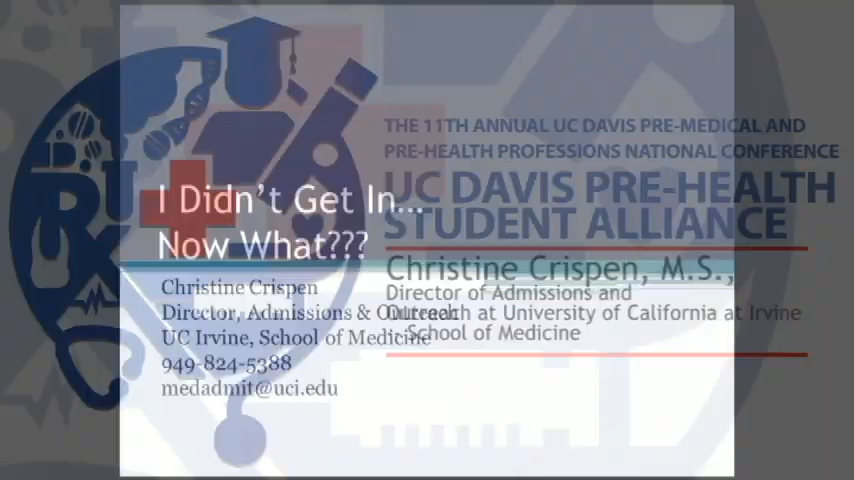 THE 11TH ANNUAL UC DAVIS PRE-MEDICAL AND
PRE-HEALTH PROFESSIONS NATIONAL CONFERENCE
UC DAVIS PRE-HEALTH
STUDENT ALLIANCE
Christine Crispen, M.S.,
Director of Admissions and
Outreach at University of California at Irvine
School of Medicine
I Didn't Get In...
Now What???
Christine Crispen
Director, Admissions & Outreach
UC Irvine, School of Medicine
949-824-5388
medadmit@uci.edu